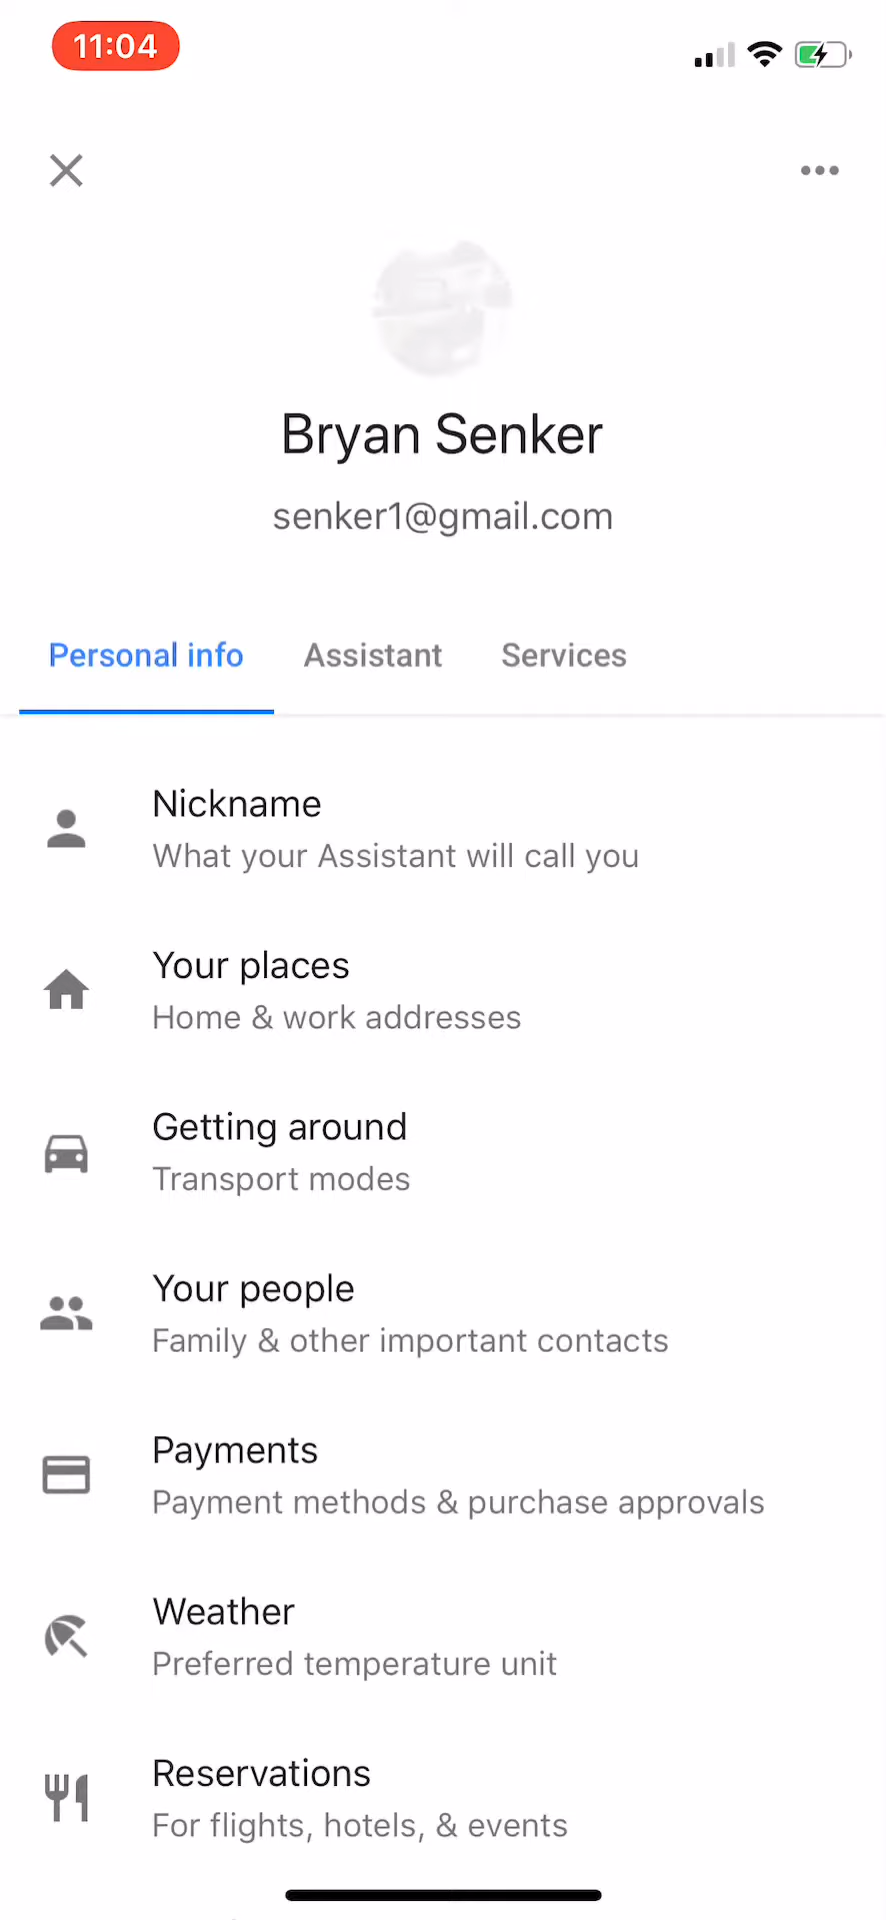 11:04
Bryan Senker
senker1@gmail.com
Personal info Assistant Services
Nickname
What your Assistant will call you
Your places
Home & work addresses
Getting around
Transport modes
Your people
Family & other important contacts
Payments
Payment methods & purchase approvals
Weather
Preferred temperature unit
Reservations
For flights, hotels, & events